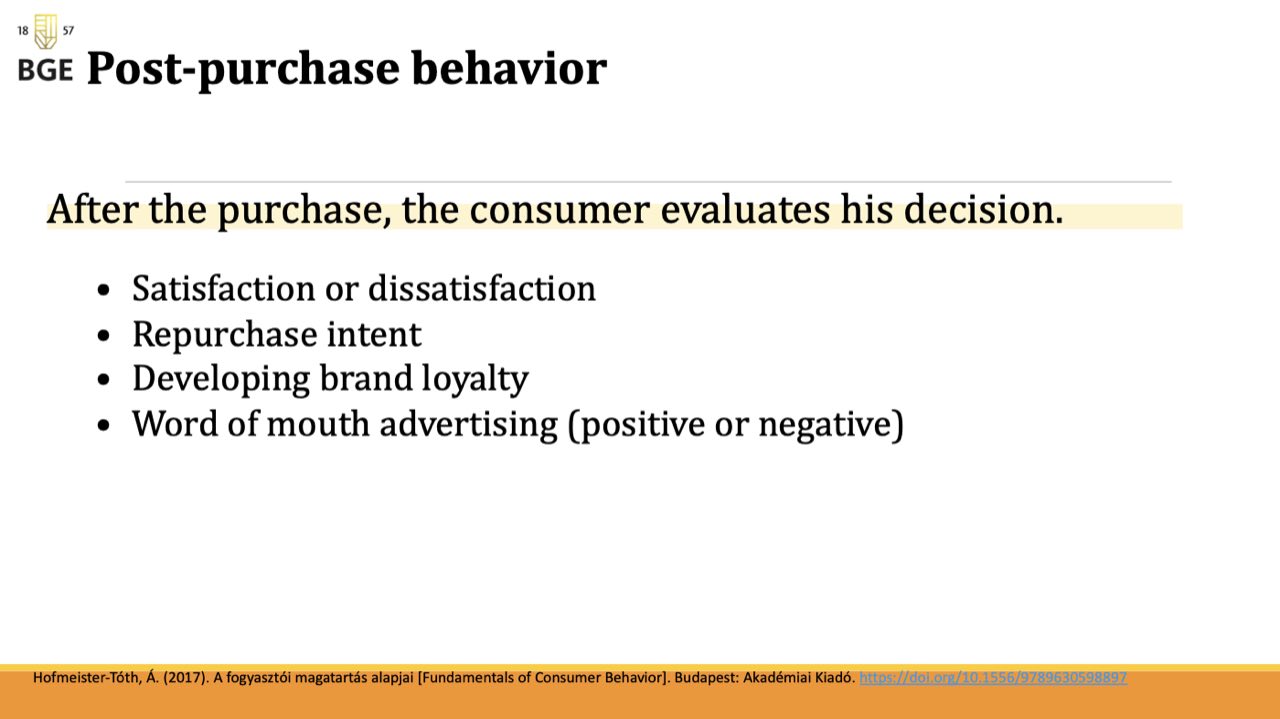 18 57
BGE
Post-purchase behavior
After the purchase, the consumer evaluates his decision.
• Satisfaction or dissatisfaction
• Repurchase intent
• Developing brand loyalty
• Word of mouth advertising (positive or negative)
Hofmeister-Tóth, Á. (2017). A fogyasztói magatartás alapjai [Fundamentals of Consumer Behavior]. Budapest: Akadémiai Kiadó. https://doi.org/10.1556/9789630598897